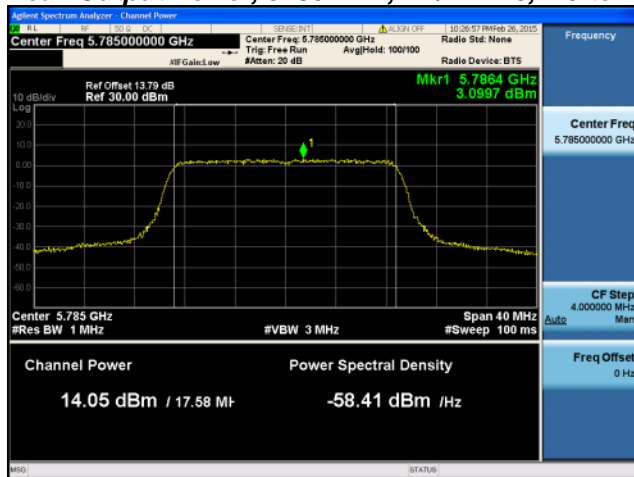 Agilent Spectrum Analyzer - Channel Power
RL RF 50 Ω DC SENSE:INT ALIGN OFF 10:26:57 PM Feb 26, 2015
Center Freq 5.785000000 GHz Center Freq: 5.785000000 GHz Radio Std: None Frequency
Trig: Free Run Avg|Hold: 100/100
#IFGain:Low #Atten: 20 dB Radio Device: BTS
Mkr1 5.7864 GHz
Ref Offset 13.79 dB
10 dB/div Ref 30.00 dBm 3.0997 dBm
Log
20.0
10.0
1
0.00
-10.0
-20.0
-30.0
-40.0
-50.0
-60.0
Center Freq
5.785000000 GHz
Center 5.785 GHz Span 40 MHz
#Res BW 1 MHz #VBW 3 MHz #Sweep 100 ms
CF Step
4.000000 MHz
Auto Man
Channel Power Power Spectral Density
14.05 dBm / 17.58 MH -58.41 dBm /Hz
Freq Offset
0 Hz
MSG STATUS